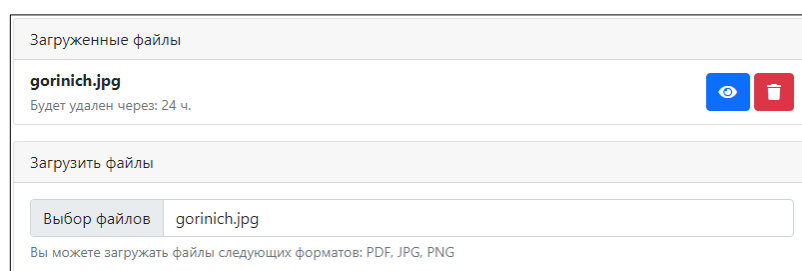 Загруженные файлы
gorinich.jpg
Будет удален через: 24 ч.
Загрузить файлы
Выбор файлов gorinich.jpg
Вы можете загружать файлы следующих форматов: PDF, JPG, PNG